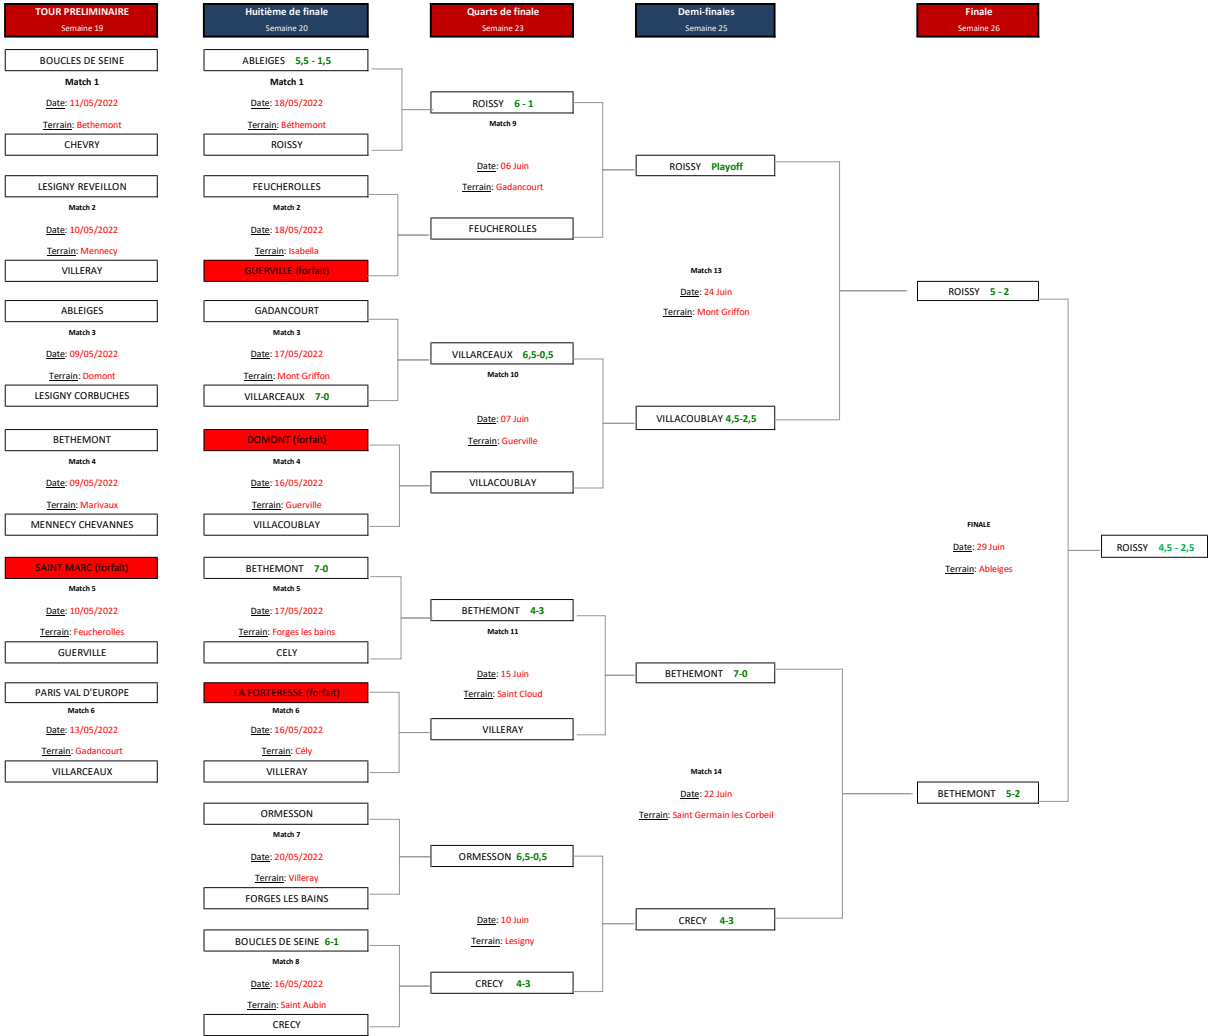 TOUR PRELIMINAIRE
Semaine 19
BOUCLES DE SEINE
Match 1
Date: 11/05/2022
Terrain: Bethemont
CHEVRY
LESIGNY REVEILLON
Match 2
Date: 10/05/2022
Terrain: Mennecy
VILLERAY
ABLEIGES
Match 3
Date: 09/05/2022
Terrain: Domont
LESIGNY CORBUCHES
BETHEMONT
Match 4
Date: 09/05/2022
Terrain: Marivaux
MENNECY CHEVANNES
SAINT MARC (forfait)
Match 5
Date: 10/05/2022
Terrain: Feucherolles
GUERVILLE
PARIS VAL D'EUROPE
Match 6
Date: 13/05/2022
Terrain: Gadancourt
VILLARCEAUX
Huitième de finale
Semaine 20
ABLEIGES 5,5 - 1,5
Match 1
Date: 18/05/2022
Terrain: Béthemont
ROISSY
FEUCHEROLLES
Match 2
Date: 18/05/2022
Terrain: Isabella
GUERVILLE (forfait)
GADANCOURT
Match 3
Date: 17/05/2022
Terrain: Mont Griffon
VILLARCEAUX 7-0
DOMONT (forfait)
Match 4
Date: 16/05/2022
Terrain: Guerville
VILLACOUBLAY
BETHEMONT 7-0
Match 5
Date: 17/05/2022
Terrain: Forges les bains
CELY
LA FORTERESSE (forfait)
Match 6
Date: 16/05/2022
Terrain: Cély
VILLERAY
ORMESSON
Match 7
Date: 20/05/2022
Terrain: Villeray
FORGES LES BAINS
BOUCLES DE SEINE 6-1
Match 8
Date: 16/05/2022
Terrain: Saint Aubin
CRECY
Quarts de finale
Semaine 23
ROISSY 6 - 1
Match 9
Date: 06 Juin
Terrain: Gadancourt
FEUCHEROLLES
VILLARCEAUX 6,5-0,5
Match 10
Date: 07 Juin
Terrain: Guerville
VILLACOUBLAY
BETHEMONT 4-3
Match 11
Date: 15 Juin
Terrain: Saint Cloud
VILLERAY
ORMESSON 6,5-0,5
Date: 10 Juin
Terrain: Lesigny
CRECY 4-3
Demi-finales
Semaine 25
ROISSY Playoff
Match 13
Date: 24 Juin
Terrain: Mont Griffon
VILLACOUBLAY 4,5-2,5
BETHEMONT 7-0
Match 14
Date: 22 Juin
Terrain: Saint Germain les Corbeil
CRECY 4-3
Finale
Semaine 26
ROISSY 5 - 2
FINALE
Date: 29 Juin
Terrain: Ableiges
BETHEMONT 5-2
ROISSY 4,5 - 2,5